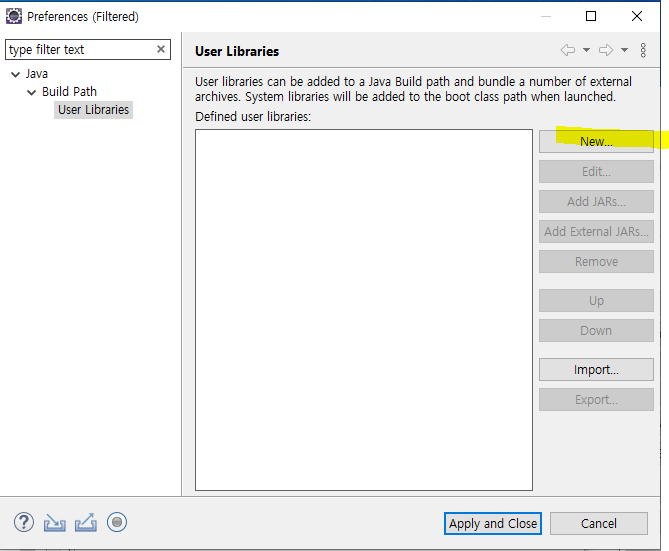 Preferences (Filtered)
type filter text
Java
Build Path
User Libraries
User Libraries
User libraries can be added to a Java Build path and bundle a number of external
archives. System libraries will be added to the boot class path when launched.
Defined user libraries:
New...
Edit...
Add JARs...
Add External JARs...
Remove
Up
Down
Import...
Export...
?
Apply and Close
Cancel